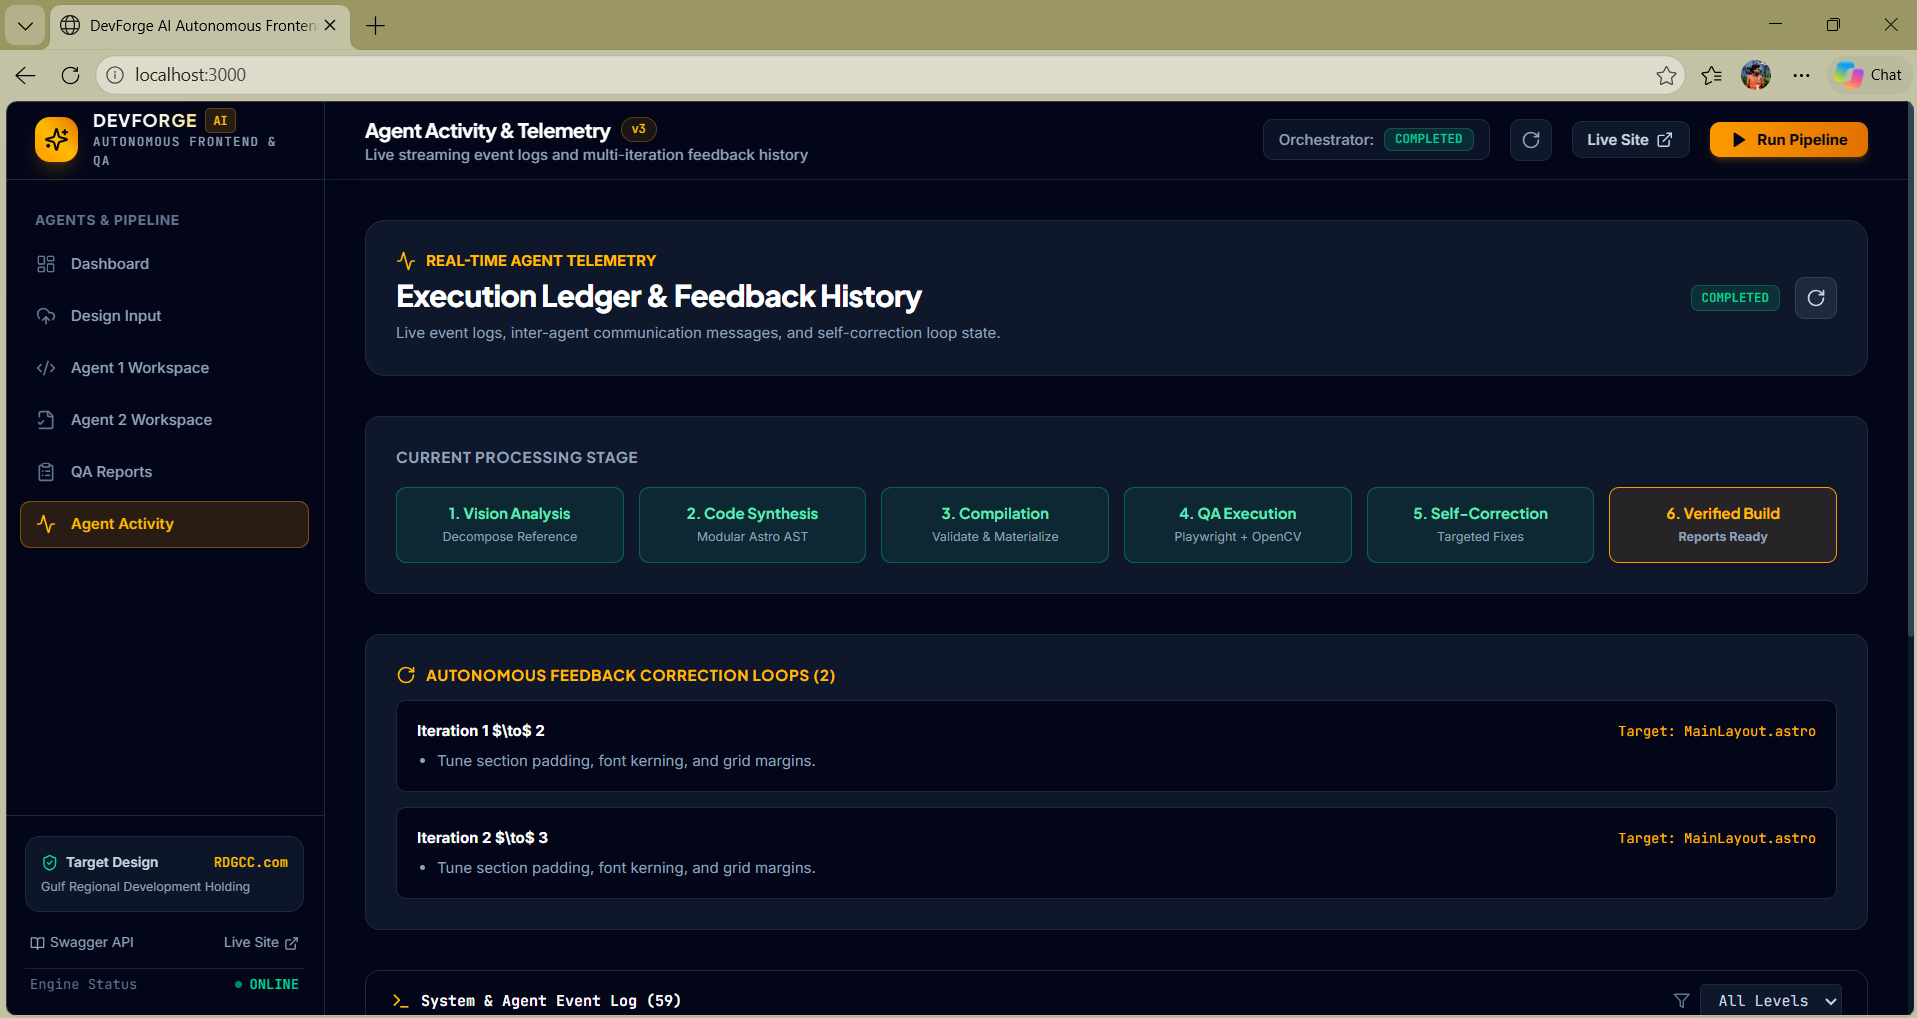 DevForge AI Autonomous Fronten
localhost:3000
Chat
DEVFORGE AI
AUTONOMOUS FRONTEND &
QA
Agent Activity & Telemetry v3
Live streaming event logs and multi-iteration feedback history
Orchestrator: COMPLETED
Live Site
Run Pipeline
AGENTS & PIPELINE
Dashboard
Design Input
Agent 1 Workspace
Agent 2 Workspace
QA Reports
Agent Activity
Target Design RDGCC.com
Gulf Regional Development Holding
Swagger API Live Site
Engine Status ONLINE
REAL-TIME AGENT TELEMETRY
Execution Ledger & Feedback History
Live event logs, inter-agent communication messages, and self-correction loop state.
COMPLETED
CURRENT PROCESSING STAGE
1. Vision Analysis
Decompose Reference
2. Code Synthesis
Modular Astro AST
3. Compilation
Validate & Materialize
4. QA Execution
Playwright + OpenCV
5. Self-Correction
Targeted Fixes
6. Verified Build
Reports Ready
AUTONOMOUS FEEDBACK CORRECTION LOOPS (2)
Iteration 1 $\to$ 2 Target: MainLayout.astro
• Tune section padding, font kerning, and grid margins.
Iteration 2 $\to$ 3 Target: MainLayout.astro
• Tune section padding, font kerning, and grid margins.
System & Agent Event Log (59) All Levels